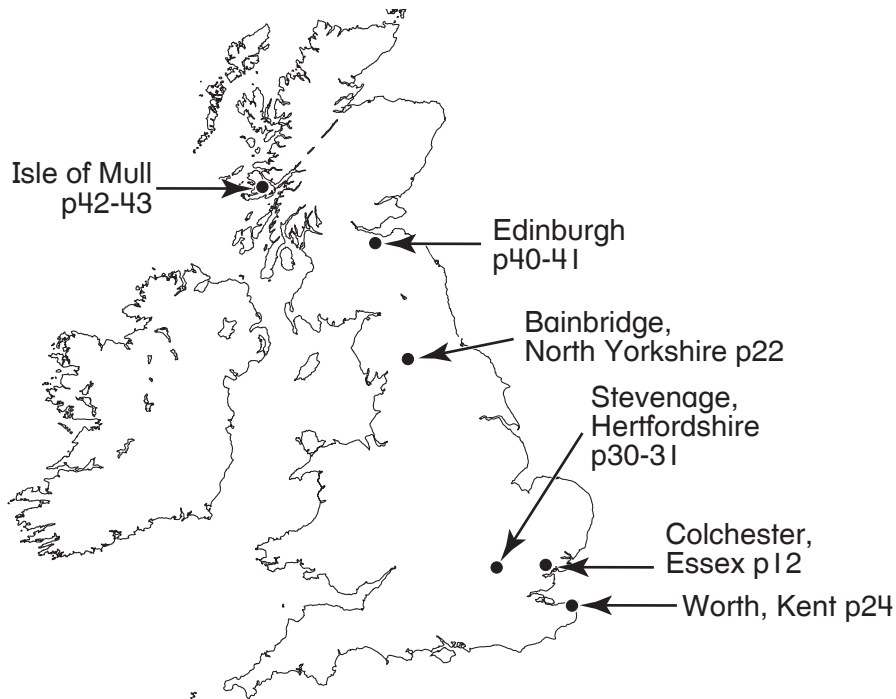 Isle of Mull
p42-43
Edinburgh
p40-41
Bainbridge,
North Yorkshire p22
Stevenage,
Hertfordshire
p30-31
Colchester,
Essex p12
Worth, Kent p24